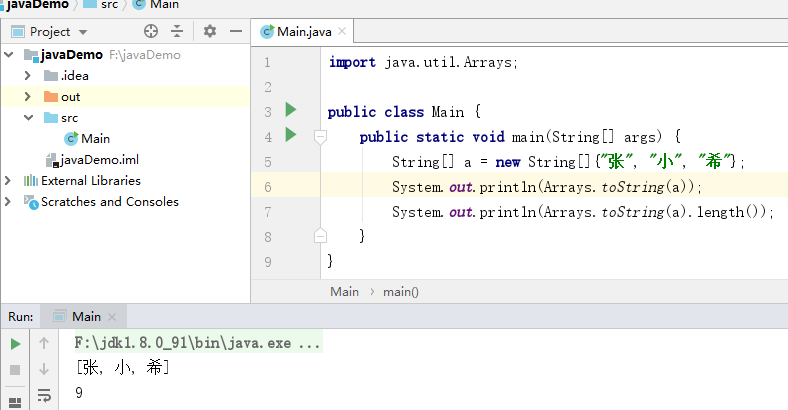 javaDemo src Main
Project
Main.java
javaDemo F:\javaDemo
.idea
out
src
Main
javaDemo.iml
External Libraries
Scratches and Consoles
1 import java.util.Arrays;
2
3 public class Main {
4 public static void main(String[] args) {
5 String[] a = new String[]{"张", "小", "希"};
6 System.out.println(Arrays.toString(a));
7 System.out.println(Arrays.toString(a).length());
8 }
9 }
Main main()
Run: Main
F:\jdk1.8.0_91\bin\java.exe ...
[张, 小, 希]
9